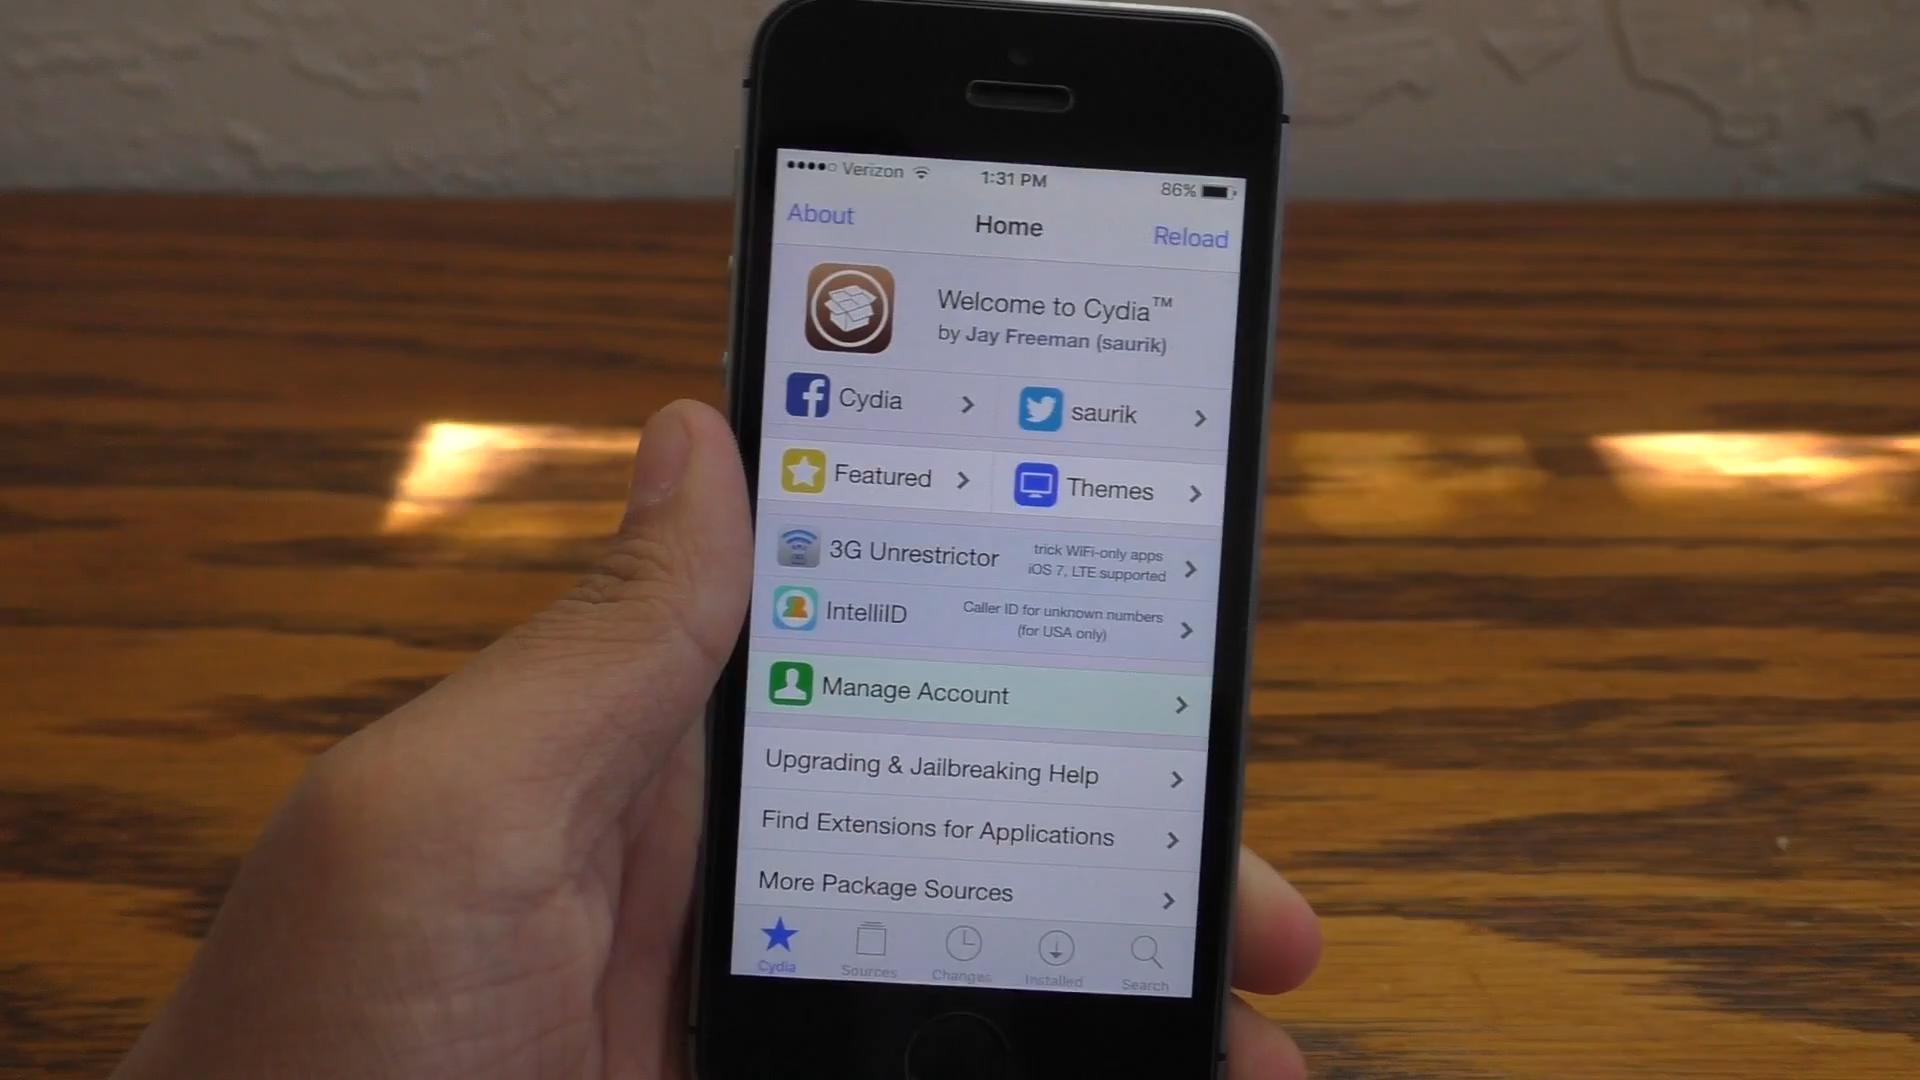 Verizon 1:31 PM 86%
About Home Reload
Welcome to Cydia™
by Jay Freeman (saurik)
Cydia saurik
Featured Themes
3G Unrestrictor
trick WiFi-only apps
iOS 7, LTE supported
IntelliID
Caller ID for unknown numbers
(for USA only)
Manage Account
Upgrading & Jailbreaking Help
Find Extensions for Applications
More Package Sources
Cydia Sources Changes Installed Search